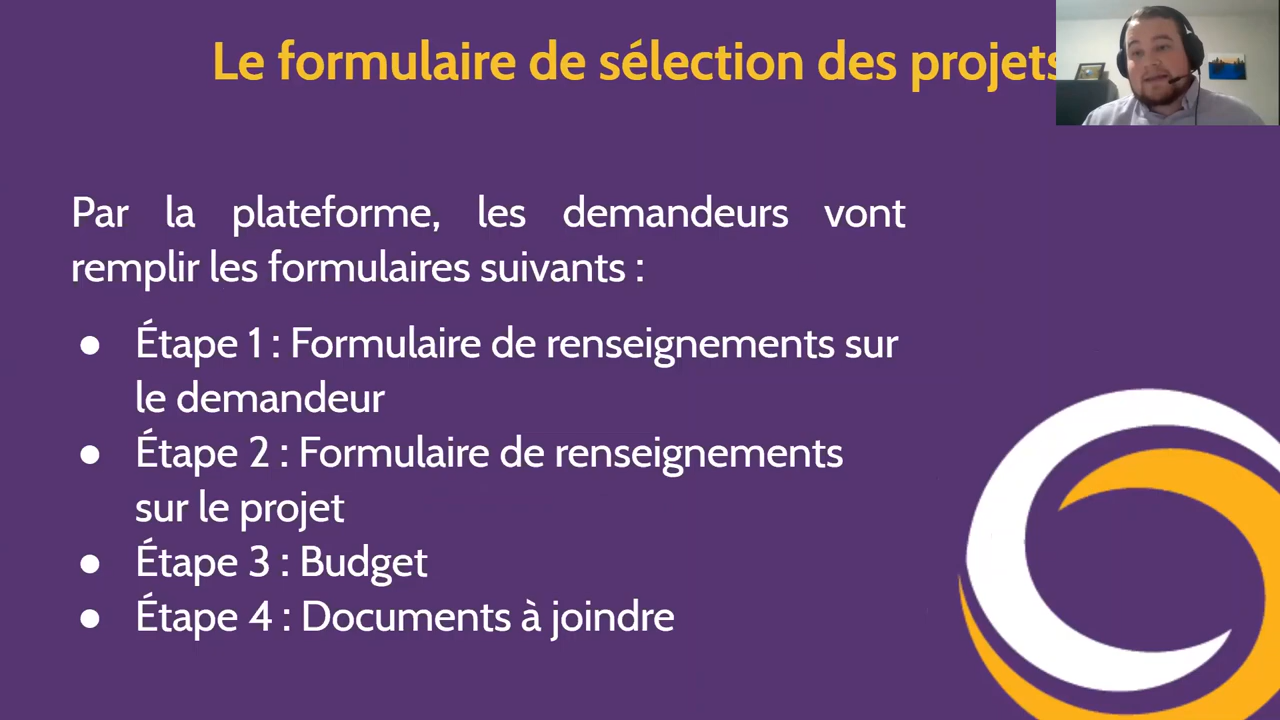 Le formulaire de sélection des projets
Par la plateforme, les demandeurs vont
remplir les formulaires suivants :
● Étape 1 : Formulaire de renseignements sur
le demandeur
● Étape 2 : Formulaire de renseignements
sur le projet
● Étape 3 : Budget
● Étape 4 : Documents à joindre